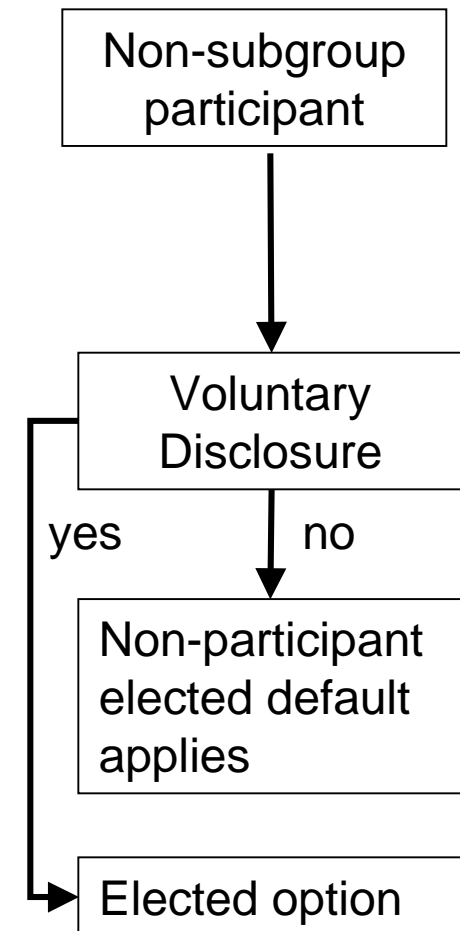 Non-subgroup
participant
Voluntary
Disclosure
yes
no
Non-participant
elected default
applies
Elected option